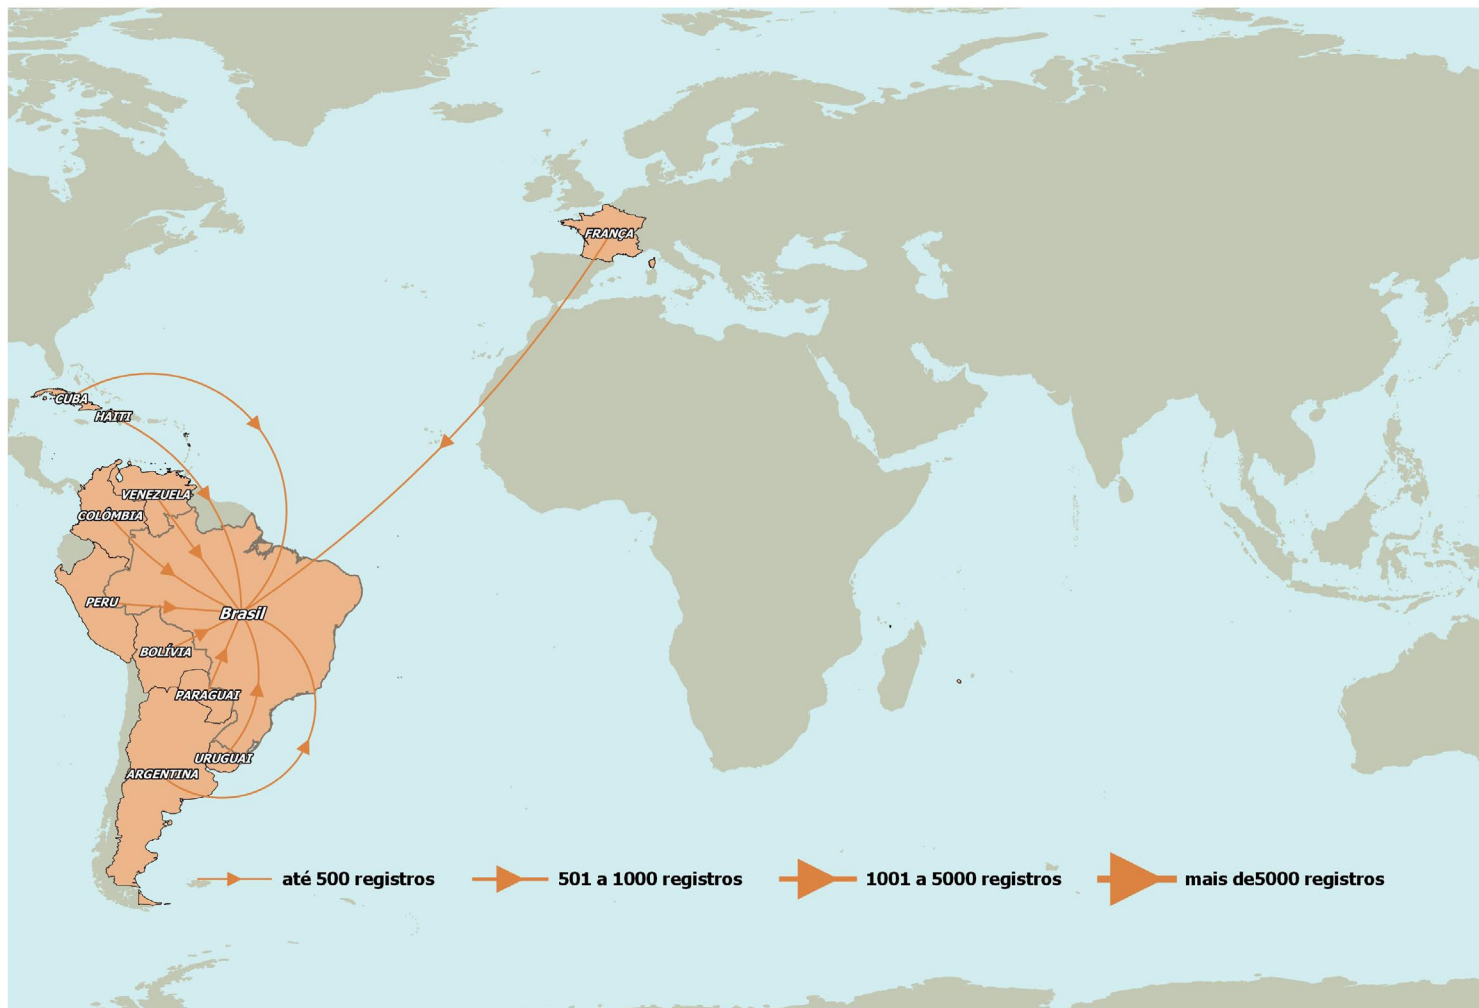 FRANÇA
CUBA
HAITI
VENEZUELA
COLÔMBIA
PERU
Brasil
BOLÍVIA
PARAGUAI
URUGUAI
ARGENTINA
até 500 registros
501 a 1000 registros
1001 a 5000 registros
mais de5000 registros